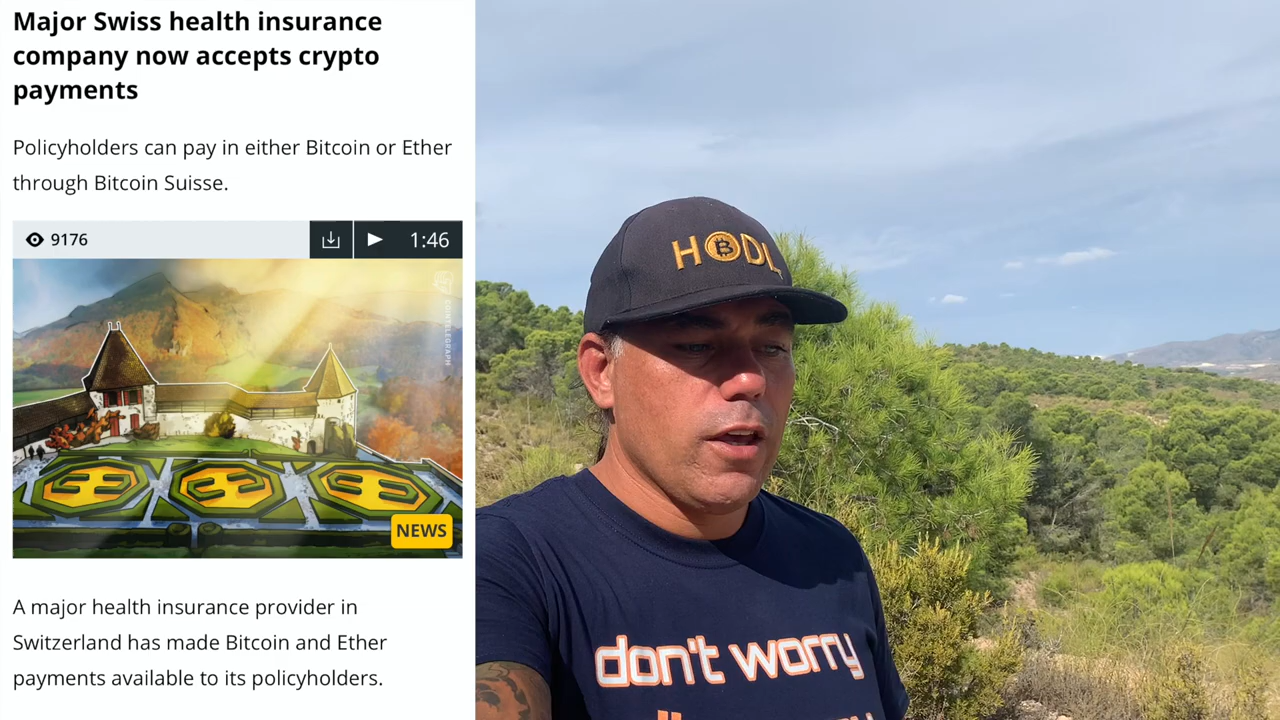 Major Swiss health insurance
company now accepts crypto
payments
Policyholders can pay in either Bitcoin or Ether
through Bitcoin Suisse.
9176
1:46
COINTELEGRAPH
NEWS
A major health insurance provider in
Switzerland has made Bitcoin and Ether
payments available to its policyholders.
HODL
don't worry